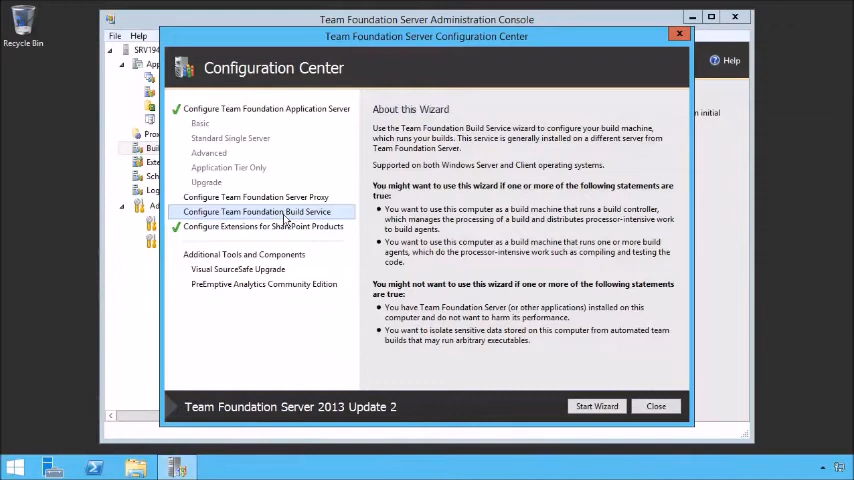 Team Foundation Server Administration Console
Recycle Bin
File Help
SRV194
App
Team Foundation Server Configuration Center
Configuration Center
Help
Configure Team Foundation Application Server
Basic
Standard Single Server
Advanced
Application Tier Only
Upgrade
Configure Team Foundation Server Proxy
Configure Team Foundation Build Service
Configure Extensions for SharePoint Products
Additional Tools and Components
Visual SourceSafe Upgrade
PreEmptive Analytics Community Edition
Prox
Buil
Exte
Sch
Log
Ad
About this Wizard
Use the Team Foundation Build Service wizard to configure your build machine,
which runs your builds. This service is generally installed on a different server from
Team Foundation Server.
Supported on both Windows Server and Client operating systems.
You might want to use this wizard if one or more of the following statements are
true:
• You want to use this computer as a build machine that runs a build controller,
which manages the processing of a build and distributes processor-intensive work
to build agents.
• You want to use this computer as a build machine that runs one or more build
agents, which do the processor-intensive work such as compiling and testing the
code.
You might not want to use this wizard if one or more of the following statements
are true:
• You have Team Foundation Server (or other applications) installed on this
computer and do not want to harm its performance.
• You want to isolate sensitive data stored on this computer from automated team
builds that may run arbitrary executables.
n initial
Team Foundation Server 2013 Update 2
Start Wizard
Close